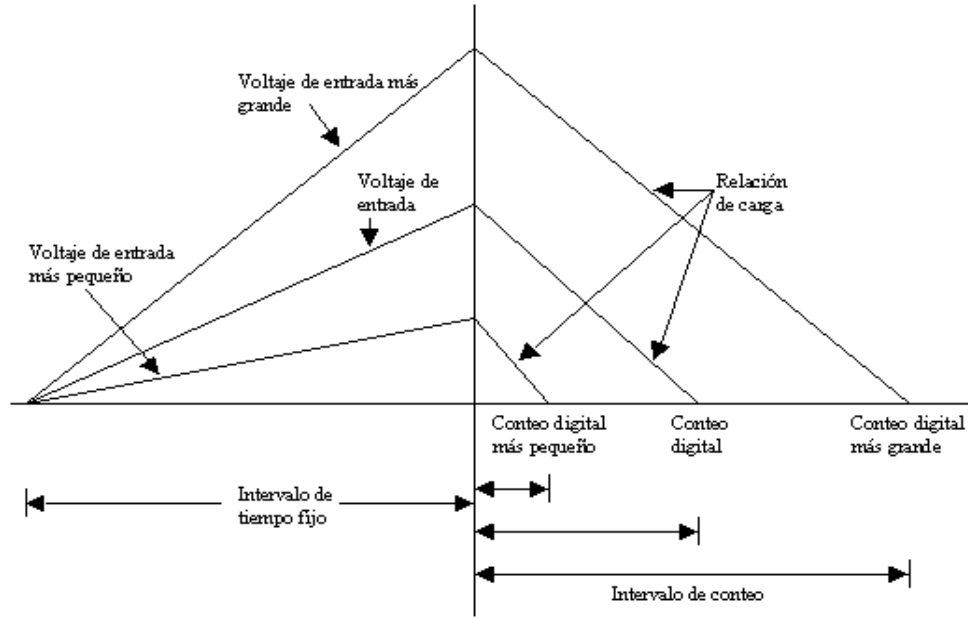 Voltaje de entrada más
grande
Voltaje de
entrada
Voltaje de entrada
más pequeño
Relación
de carga
Conteo digital
más pequeño
Conteo
digital
Conteo digital
más grande
Intervalo de
tiempo fijo
Intervalo de conteo